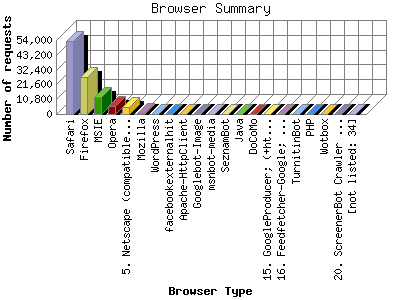 Browser Summary
Number of requests
54,000
43,200
32,400
21,600
10,800
0
Safari
Firefox
MSIE
Opera
5. Netscape (compatible...
Mozilla
WordPress
facebookexternalhit
Apache-HttpClient
Googlebot-Image
msnbot-media
SeznamBot
Java
DoCoMo
15. GoogleProducer; (+ht...
16. Feedfetcher-Google; ...
TurnitinBot
PHP
Wotbox
20. ScreenerBot Crawler ...
[not listed: 34]
Browser Type